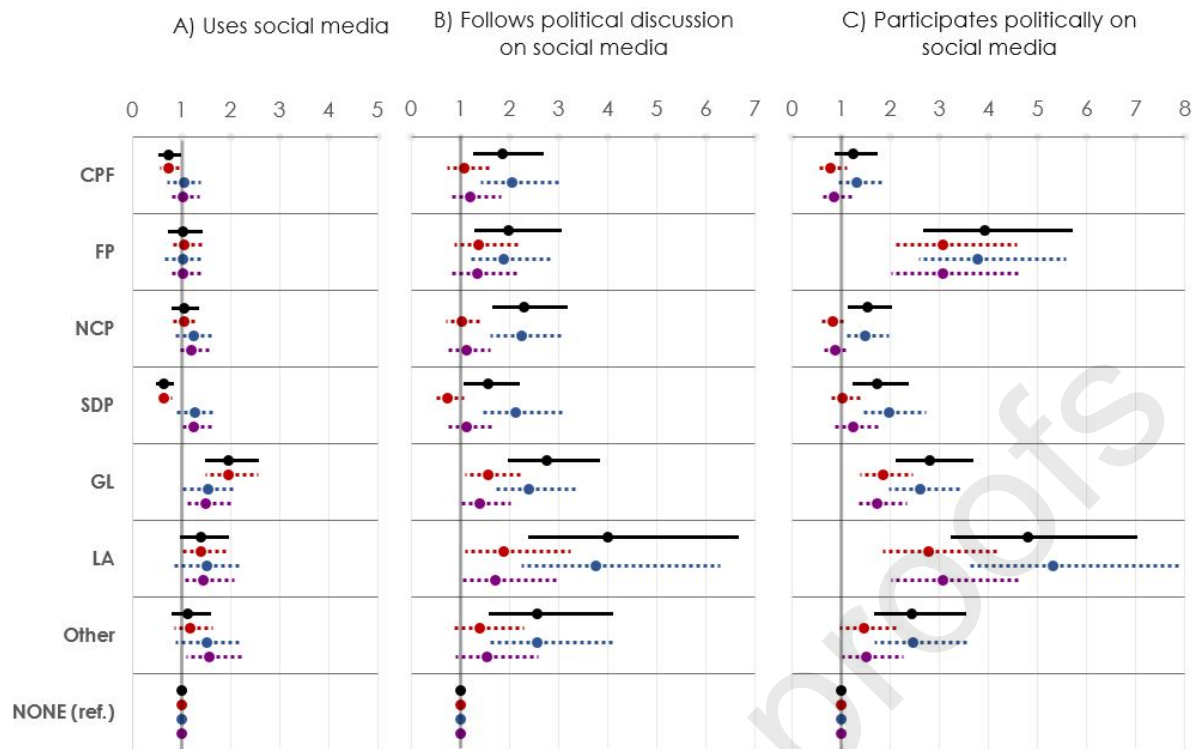 A) Uses social media
B) Follows political discussion
on social media
C) Participates politically on
social media
0 1 2 3 4 5
0 1 2 3 4 5 6 7
0 1 2 3 4 5 6 7 8
CPF
FP
NCP
SDP
GL
LA
Other
NONE (ref.)
proofs